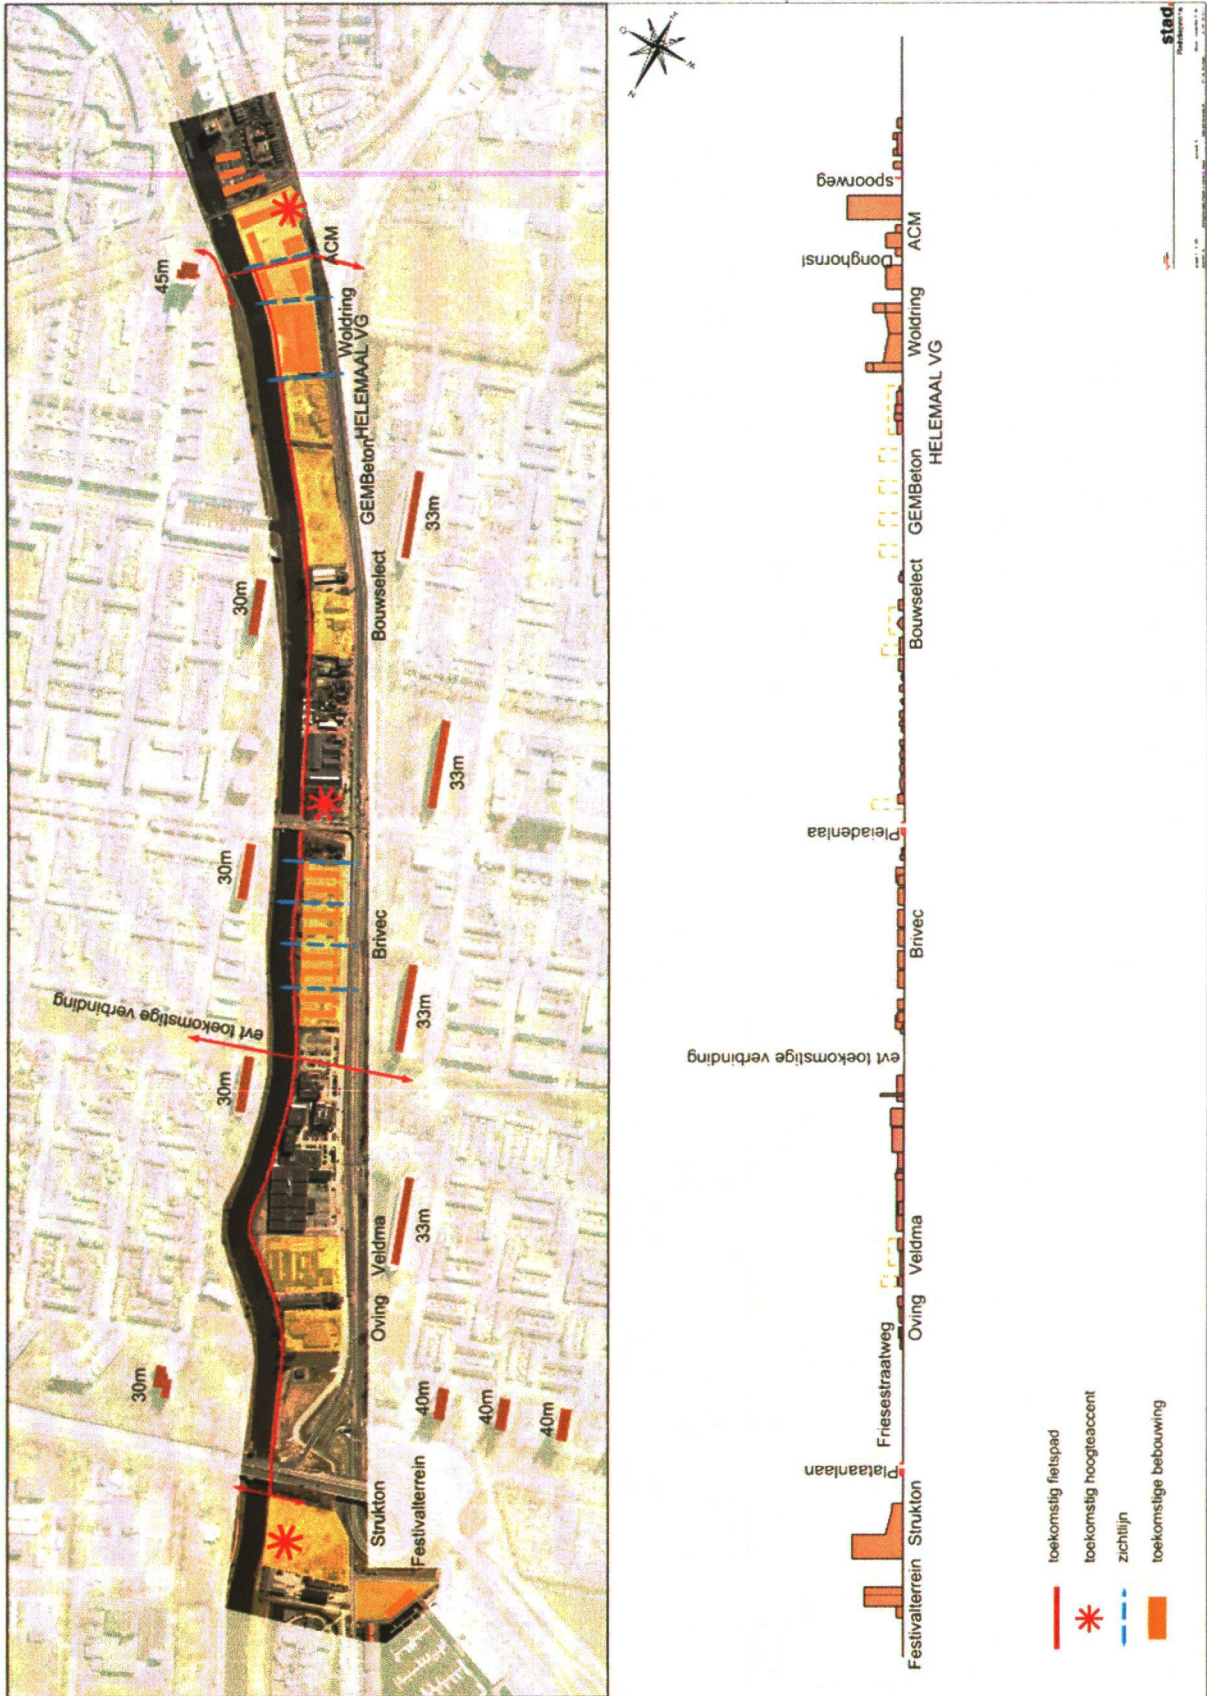 45m
ACM
Woldring
HELEMAAL VG
GEMBeton
33m
30m
Bouwselect
33m
30m
Brivec
33m
evt toekomstige verbinding
30m
33m
Veldma
Oving
30m
40m
40m
40m
Strukton
Festivalterrein
N
O
W
spoorweg
ACM
Donghornsl
Woldring
HELEMAAL VG
GEMBeton
Bouwselect
Pleiadenlaa
Brivec
evt toekomstige verbinding
Veldma
Oving
Friesestraatweg
Plataanlaan
Strukton
Festivalterrein
toekomstig fietspad
toekomstig hoogteaccent
zichtlijn
toekomstige bebouwing
stad